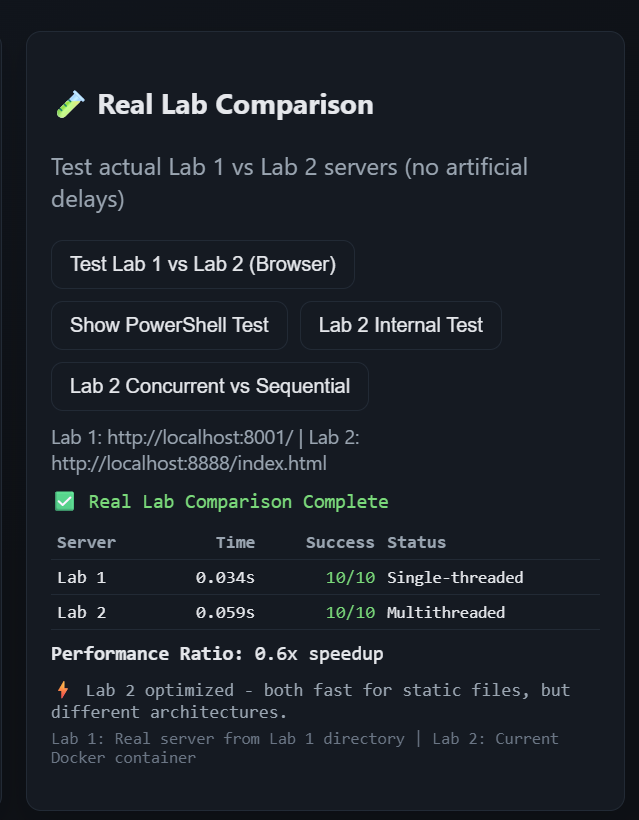 🧪 Real Lab Comparison
Test actual Lab 1 vs Lab 2 servers (no artificial
delays)
Test Lab 1 vs Lab 2 (Browser)
Show PowerShell Test Lab 2 Internal Test
Lab 2 Concurrent vs Sequential
Lab 1: http://localhost:8001/ | Lab 2:
http://localhost:8888/index.html
✅ Real Lab Comparison Complete
Server Time Success Status
Lab 1 0.034s 10/10 Single-threaded
Lab 2 0.059s 10/10 Multithreaded
Performance Ratio: 0.6x speedup
⚡ Lab 2 optimized - both fast for static files, but
different architectures.
Lab 1: Real server from Lab 1 directory | Lab 2: Current
Docker container